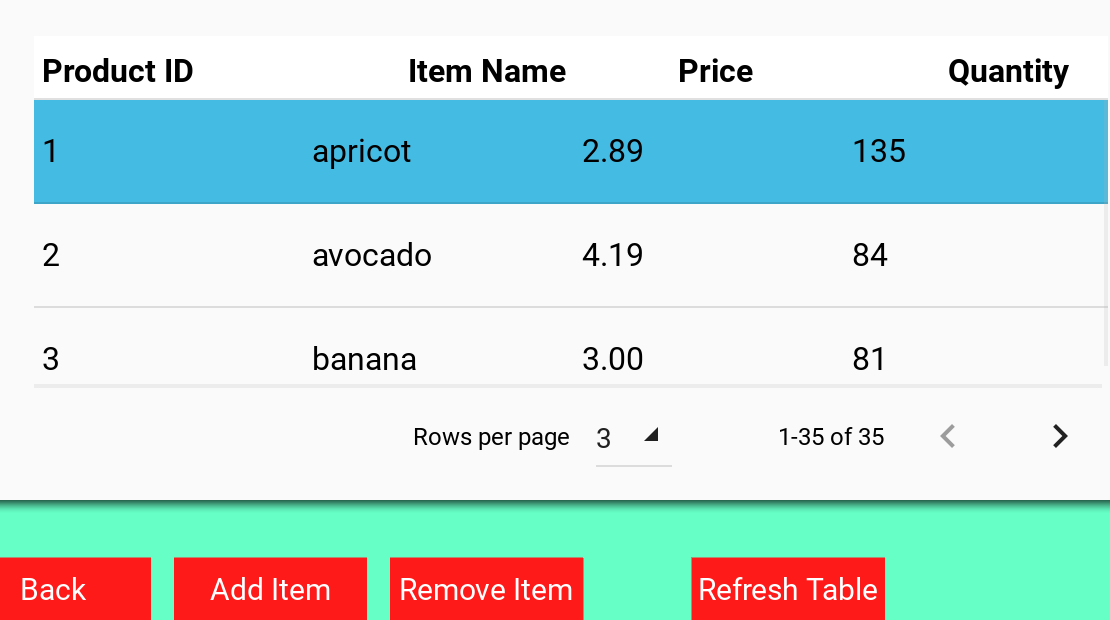 Product ID Item Name Price Quantity
1 apricot 2.89 135
2 avocado 4.19 84
3 banana 3.00 81
Rows per page 3 1-35 of 35
Back Add Item Remove Item Refresh Table